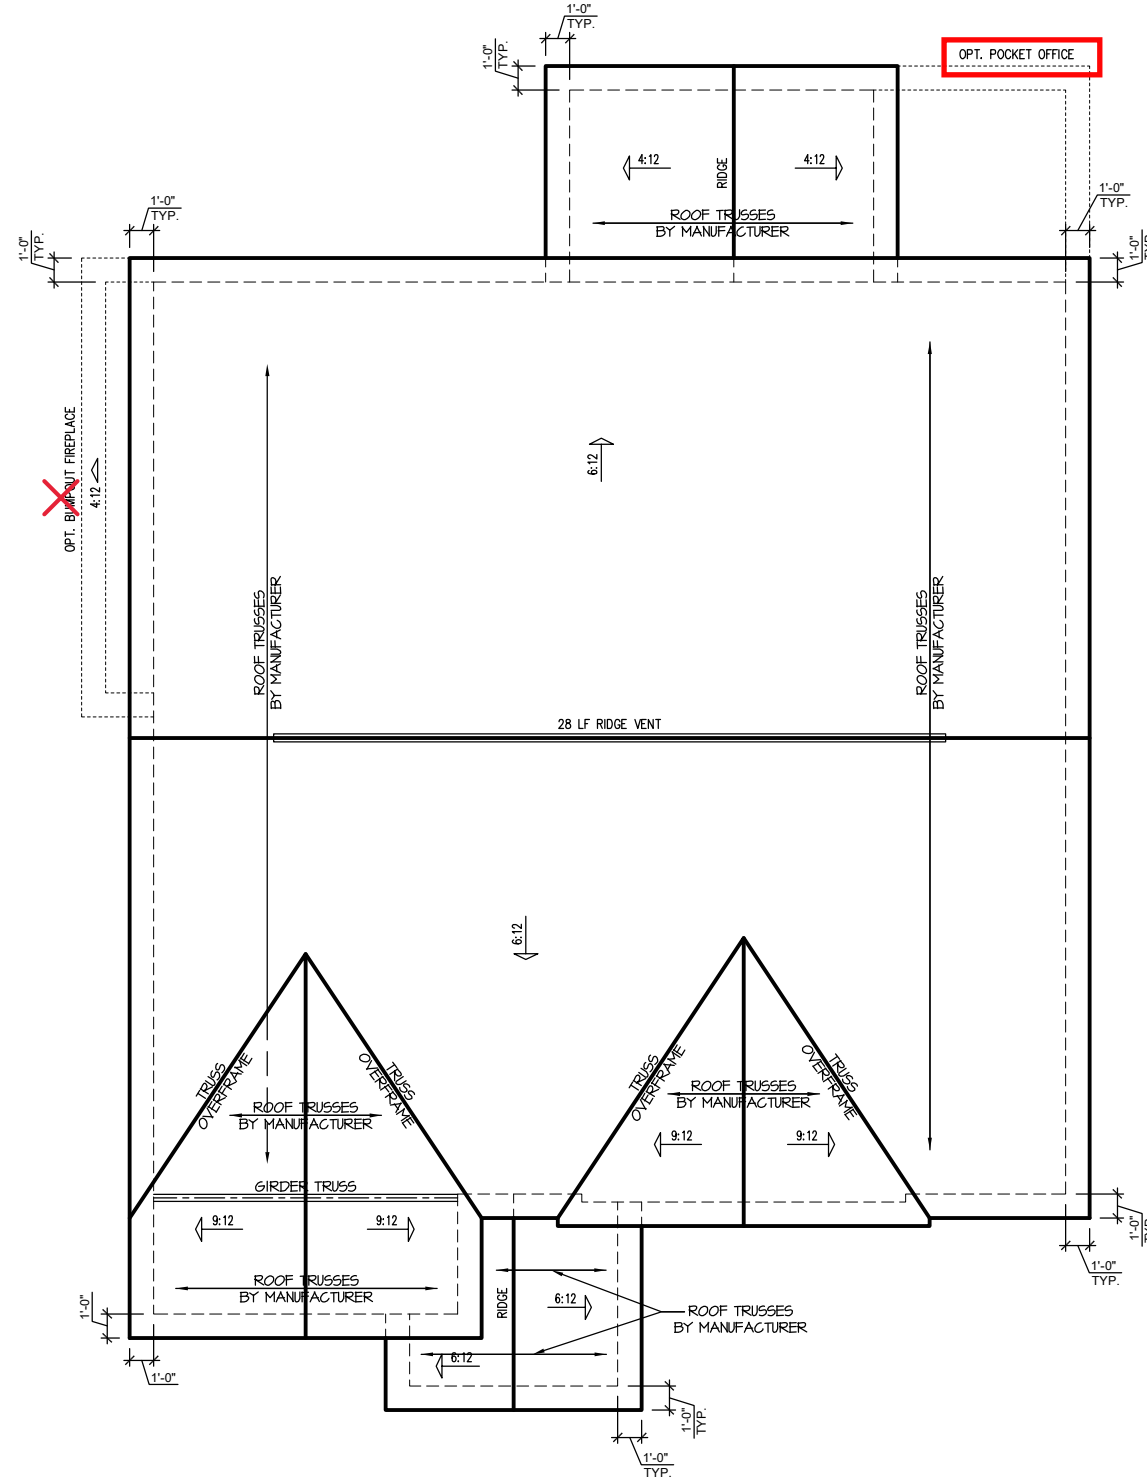 1'-0"
TYP.
1'-0"
TYP.
OPT. POCKET OFFICE
4:12
RIDGE
4:12
ROOF TRUSSES
BY MANUFACTURER
1'-0"
TYP.
1'-0"
TYP.
1'-0"
TYP.
1'-0"
TYP.
OPT. BUMPOUT FIREPLACE
4:12
6:12
ROOF TRUSSES
BY MANUFACTURER
ROOF TRUSSES
BY MANUFACTURER
28 LF RIDGE VENT
6:12
TRUSS
OVERFRAME
TRUSS
OVERFRAME
ROOF TRUSSES
BY MANUFACTURER
TRUSS
OVERFRAME
TRUSS
OVERFRAME
ROOF TRUSSES
BY MANUFACTURER
9:12
9:12
GIRDER TRUSS
9:12
9:12
ROOF TRUSSES
BY MANUFACTURER
1'-0"
1'-0"
RIDGE
6:12
6:12
ROOF TRUSSES
BY MANUFACTURER
1'-0"
TYP.
1'-0"
TYP.
1'-0"
TYP.
1'-0"
TYP.